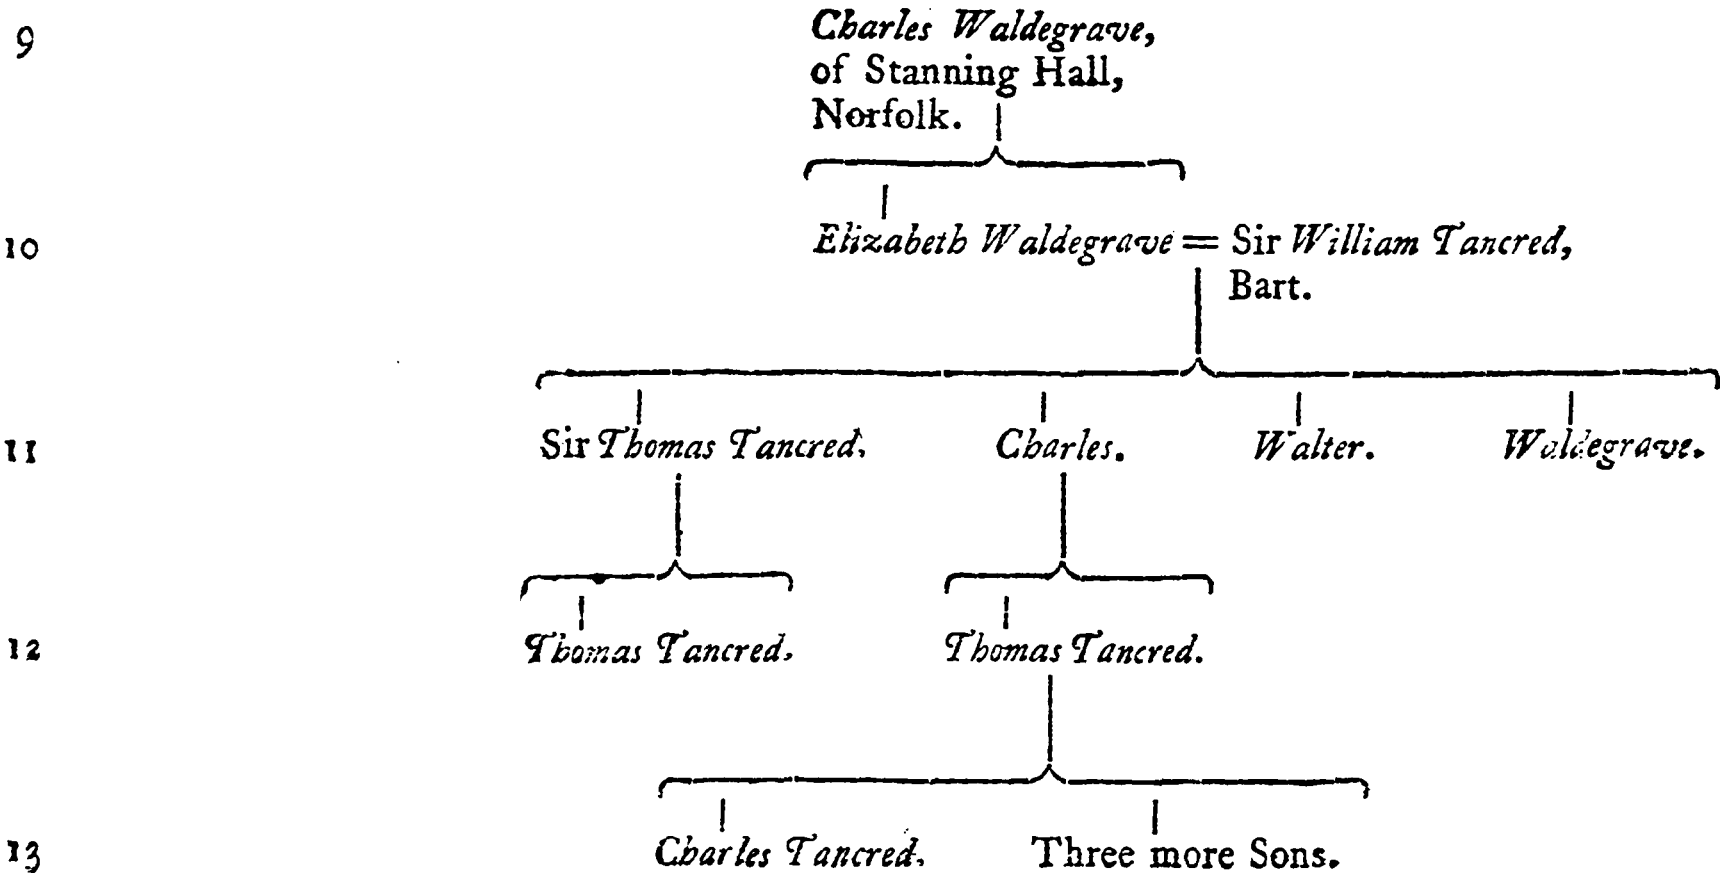 9 Charles Waldegrave,
of Stanning Hall,
Norfolk.
10 Elizabeth Waldegrave = Sir William Tancred,
Bart.
11 Sir Thomas Tancred. Charles. Walter. Waldegrave.
12 Thomas Tancred. Thomas Tancred.
13 Charles Tancred. Three more Sons.